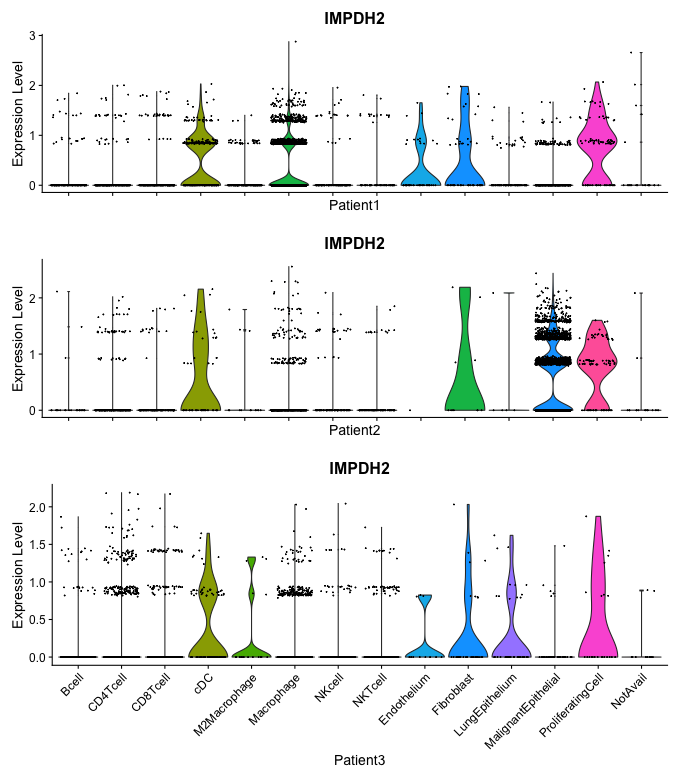 IMPDH2
Expression Level
3
2
1
0
Patient1
IMPDH2
Expression Level
2
1
0
Patient2
IMPDH2
Expression Level
2.0
1.5
1.0
0.5
0.0
Bcell
CD4Tcell
CD8Tcell
cDC
M2Macrophage
Macrophage
NKcell
NKTcell
Endothelium
Fibroblast
LungEpithelium
MalignantEpithelial
ProliferatingCell
NotAvail
Patient3